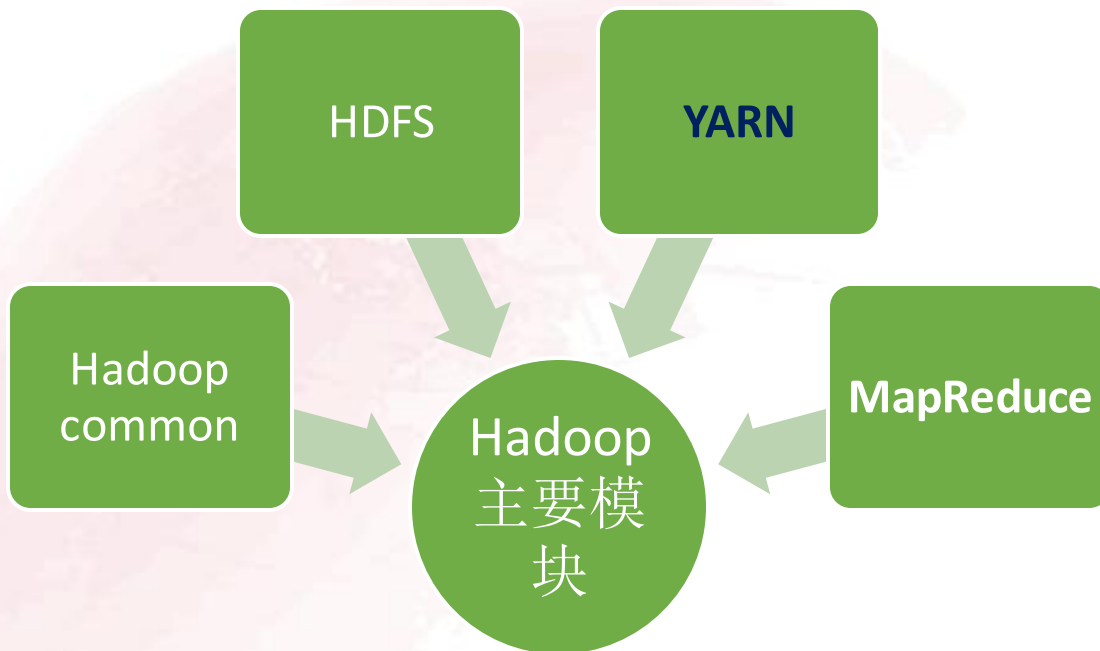 HDFS
YARN
Hadoop
common
MapReduce
Hadoop
主要模
块